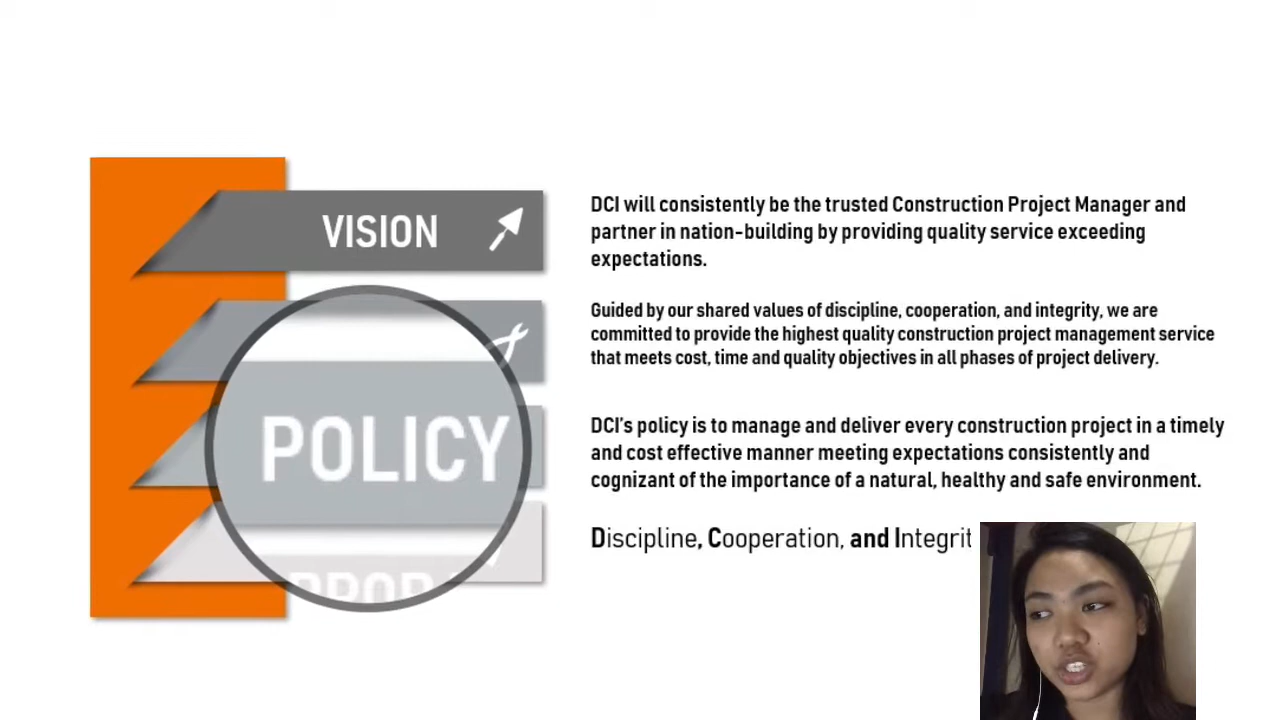 VISION
DCI will consistently be the trusted Construction Project Manager and
partner in nation-building by providing quality service exceeding
expectations.
Guided by our shared values of discipline, cooperation, and integrity, we are
committed to provide the highest quality construction project management service
that meets cost, time and quality objectives in all phases of project delivery.
POLICY
DCI's policy is to manage and deliver every construction project in a timely
and cost effective manner meeting expectations consistently and
cognizant of the importance of a natural, healthy and safe environment.
Discipline, Cooperation, and Integrit